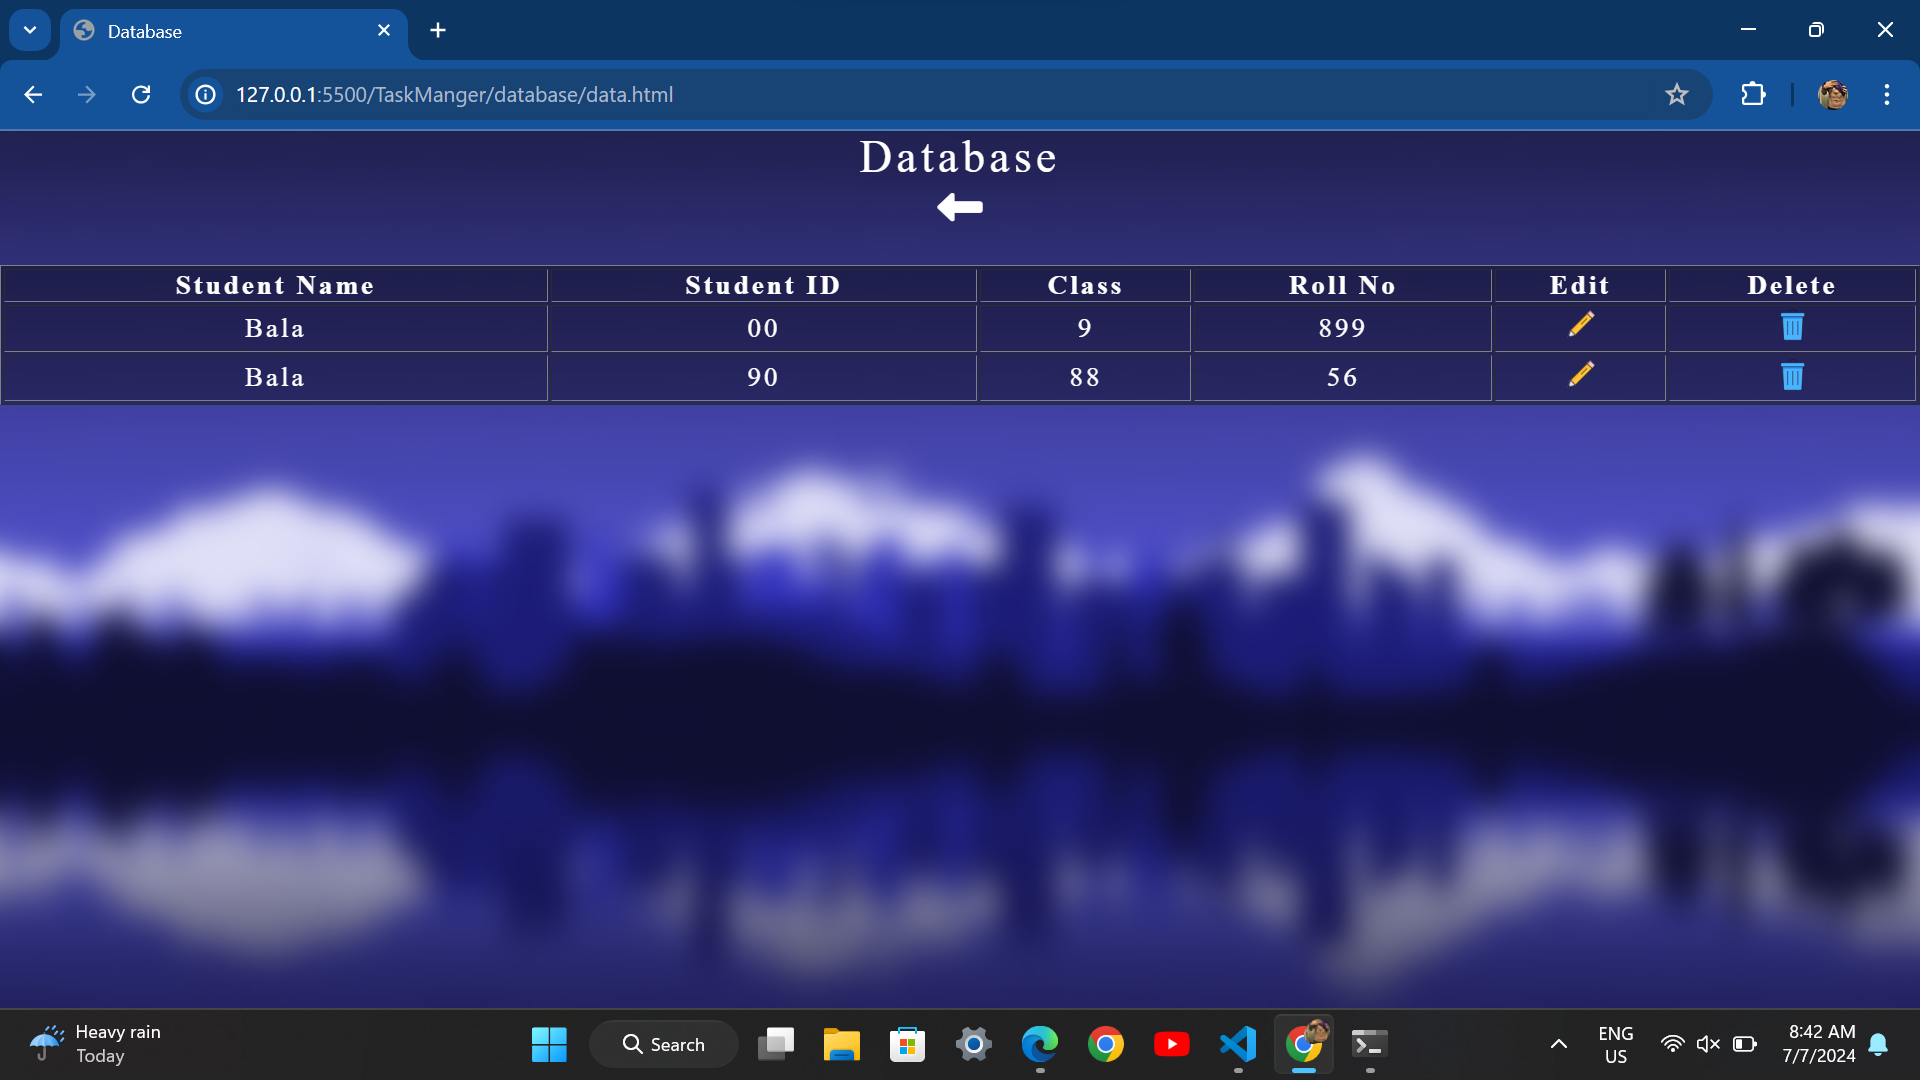 Database
127.0.0.1:5500/TaskManger/database/data.html
Database
Student Name Student ID Class Roll No Edit Delete
Bala 00 9 899
Bala 90 88 56
Heavy rain
Today
Search
ENG
US
8:42 AM
7/7/2024